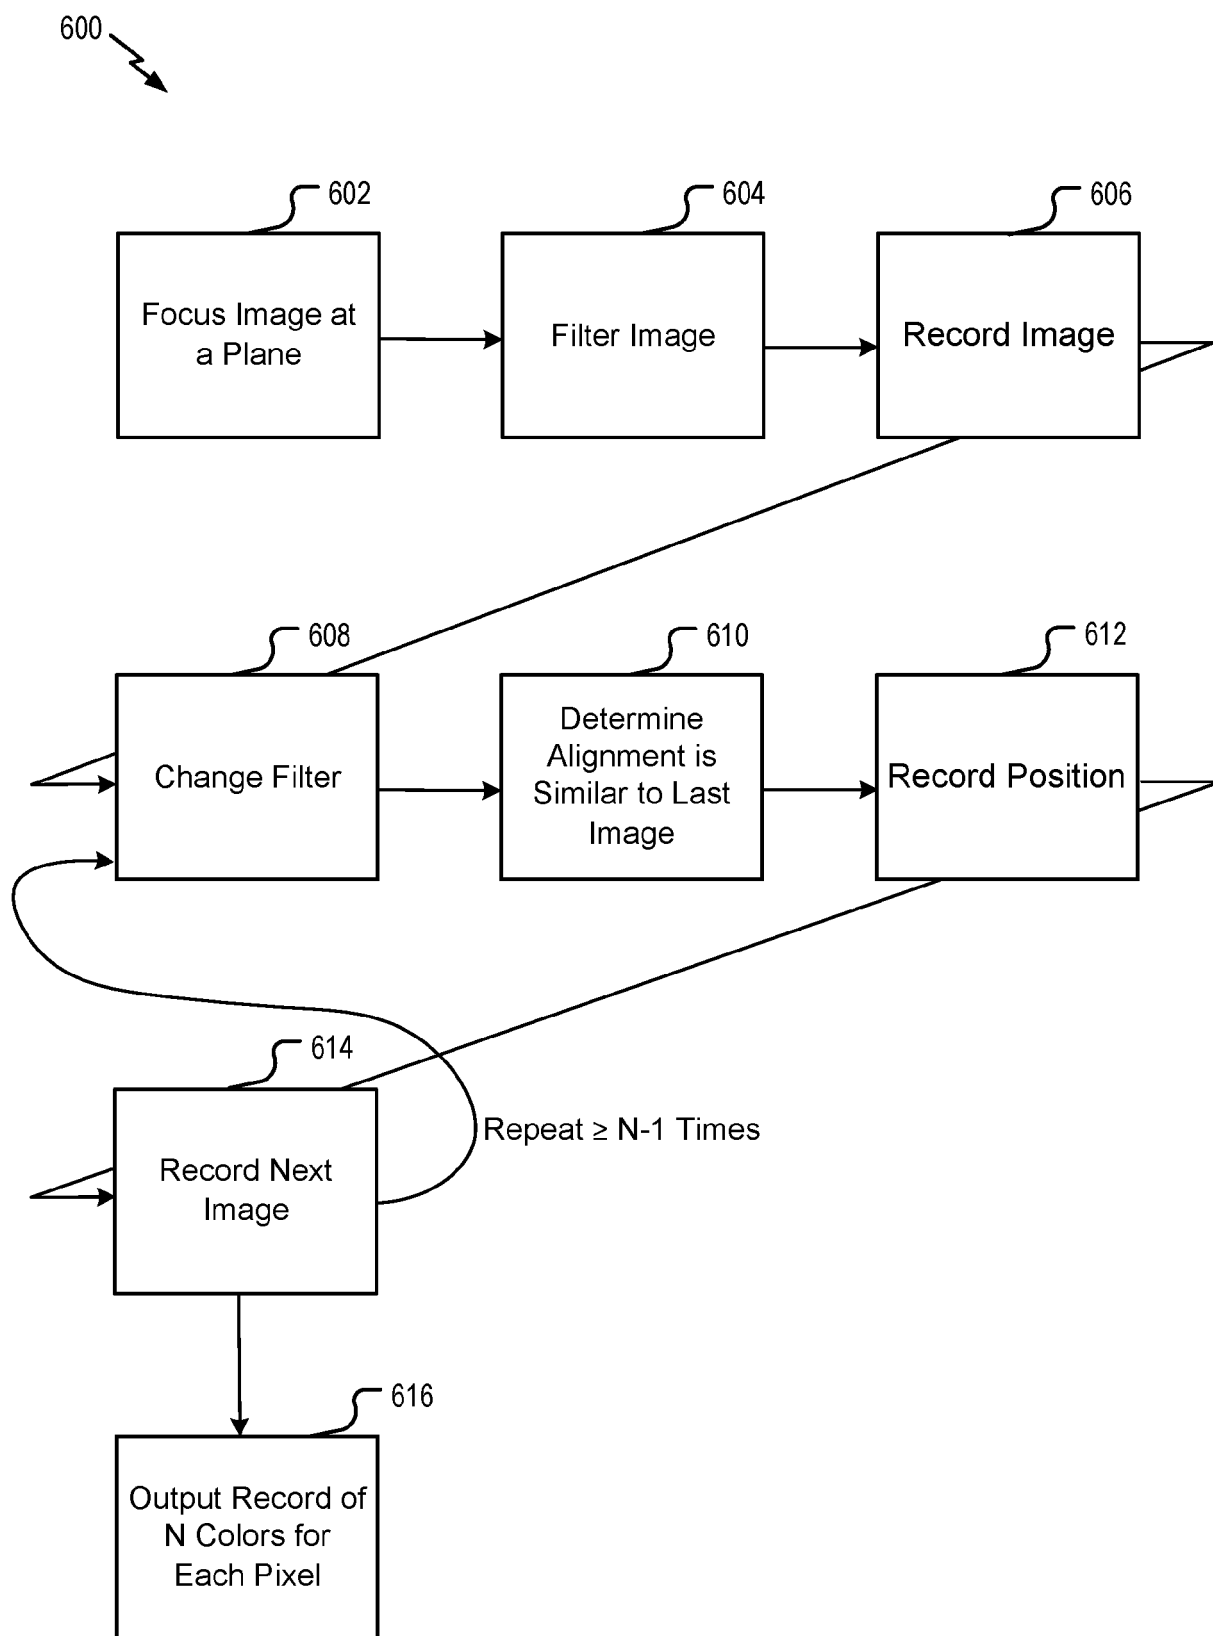 600
602
604
606
Focus Image at
a Plane
Filter Image
Record Image
608
610
612
Change Filter
Determine
Alignment is
Similar to Last
Image
Record Position
614
Repeat ≥ N-1 Times
Record Next
Image
616
Output Record of
N Colors for
Each Pixel